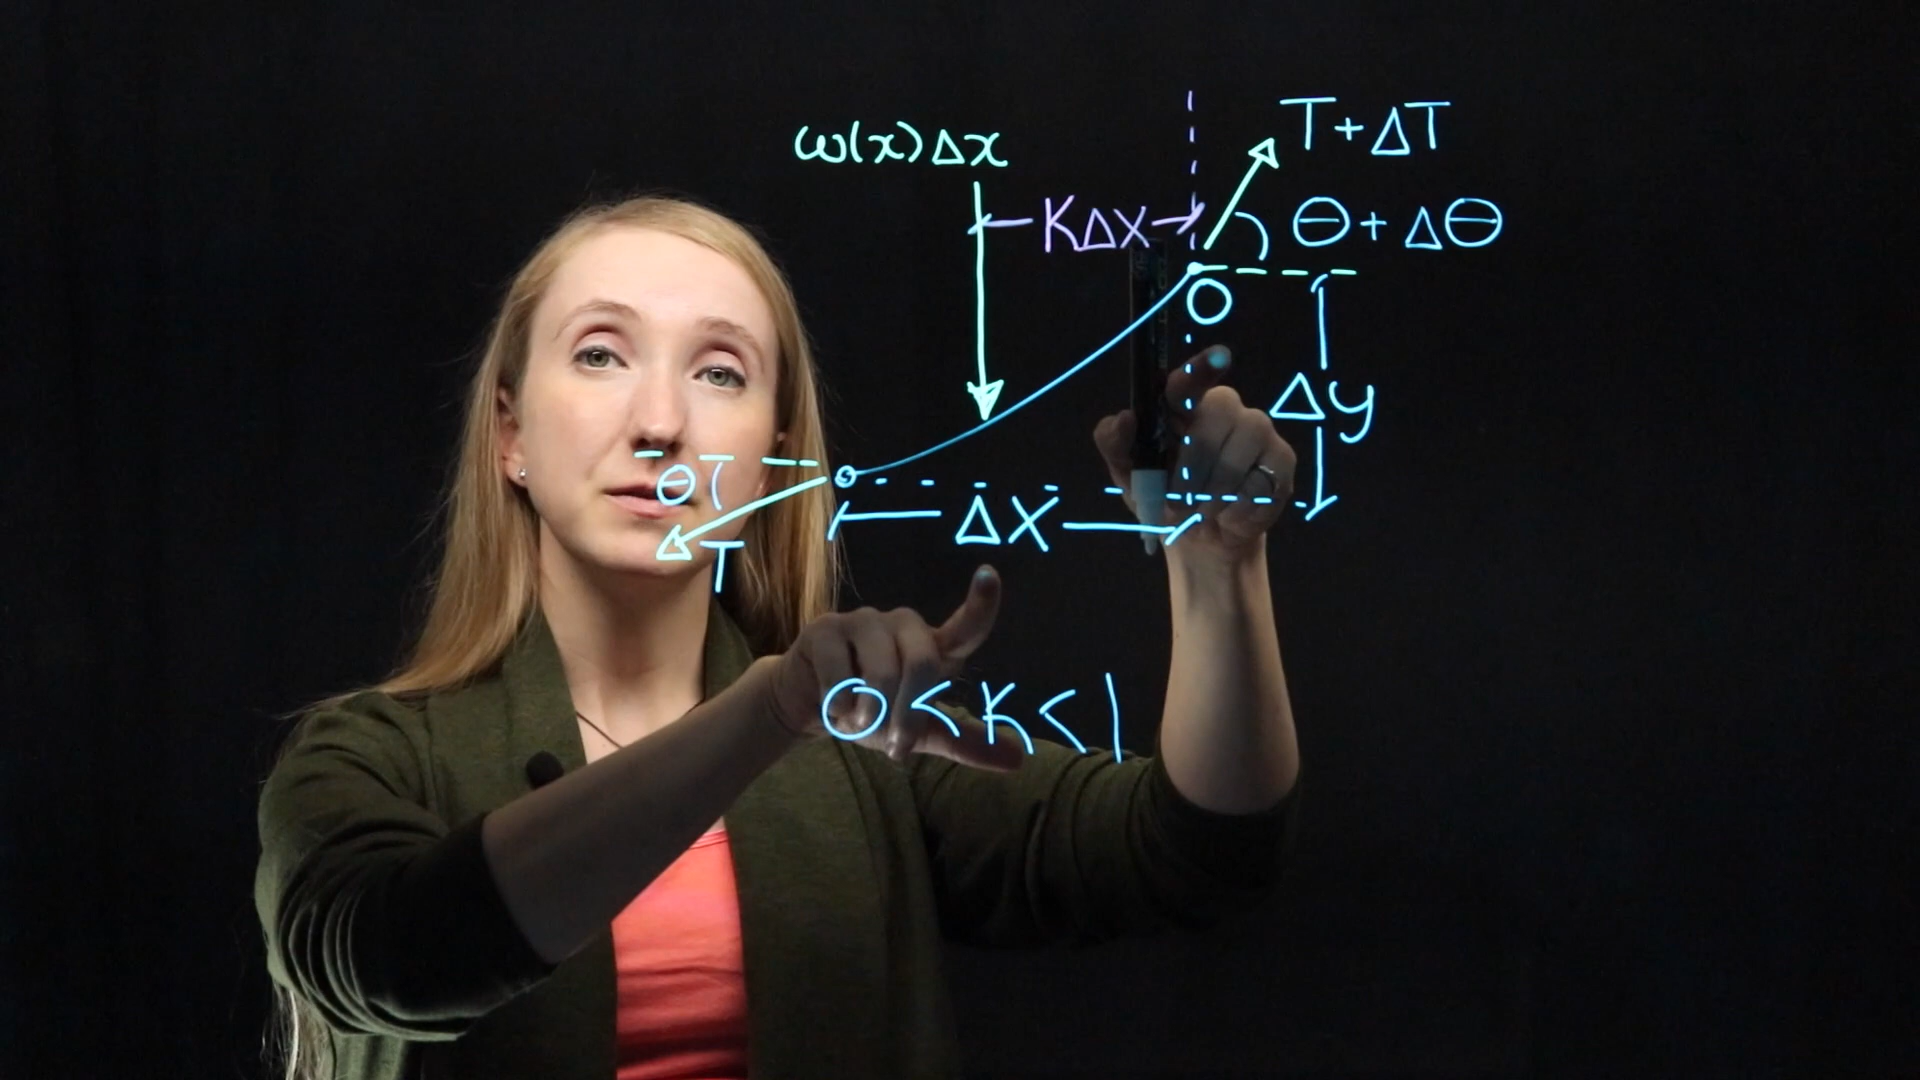 T + ΔT
ω(x)Δx
KΔX
θ + Δθ
O
Δy
θ
ΔX
T
0 < K < 1